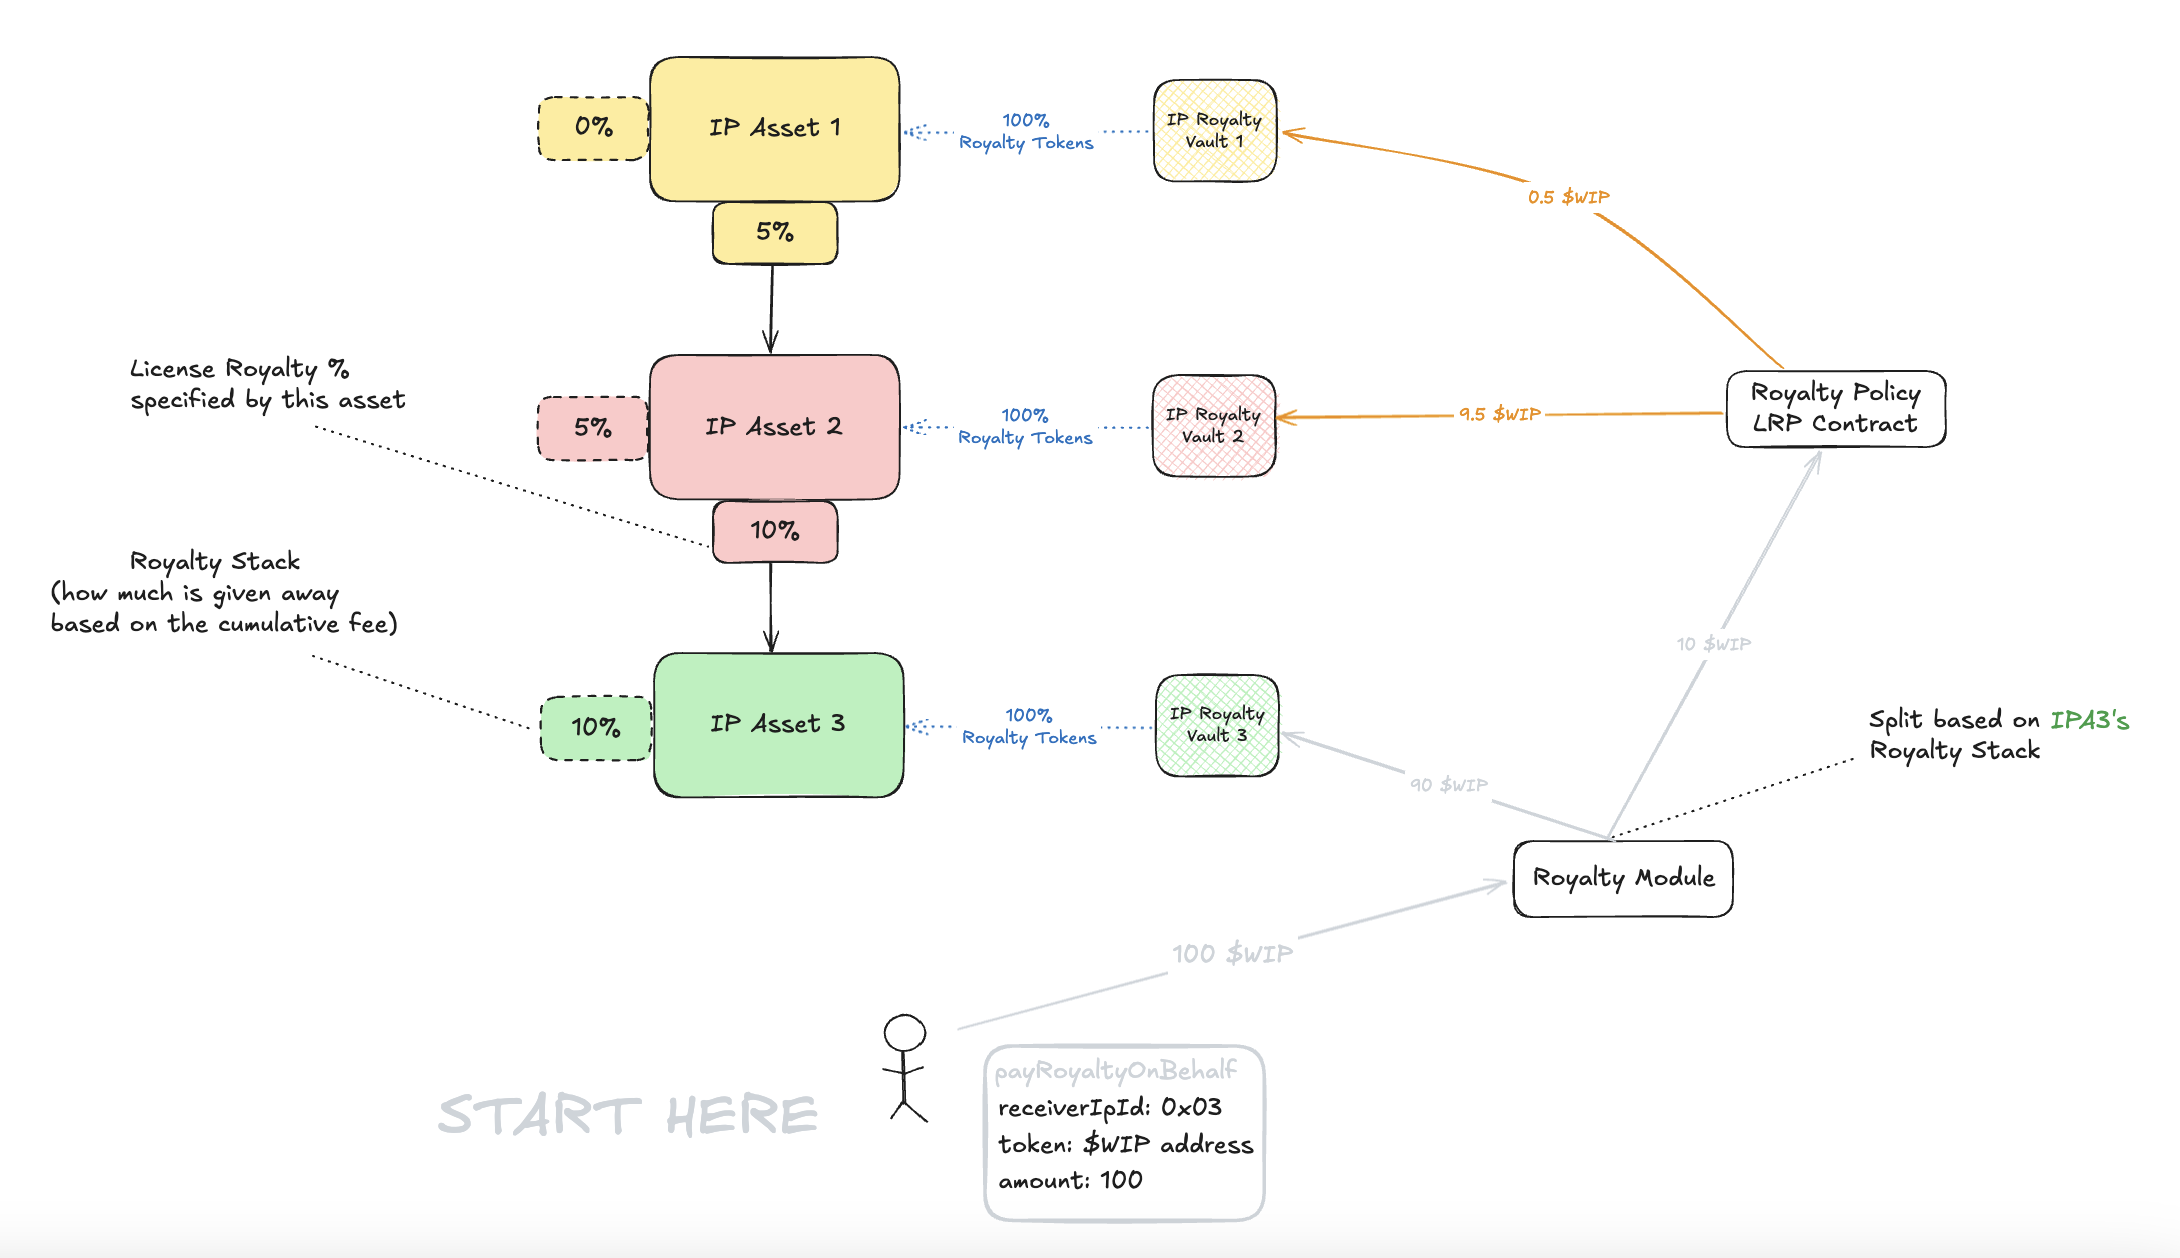 0%
IP Asset 1
5%
100%
Royalty Tokens
IP Royalty
Vault 1
0.5 $WIP
License Royalty %
specified by this asset
5%
IP Asset 2
10%
100%
Royalty Tokens
IP Royalty
Vault 2
9.5 $WIP
Royalty Policy
LRP Contract
Royalty Stack
(how much is given away
based on the cumulative fee)
10%
IP Asset 3
100%
Royalty Tokens
IP Royalty
Vault 3
90 $WIP
10 $WIP
Split based on IPA3's
Royalty Stack
Royalty Module
100 $WIP
START HERE
payRoyaltyOnBehalf
receiverIpId: 0x03
token: $WIP address
amount: 100